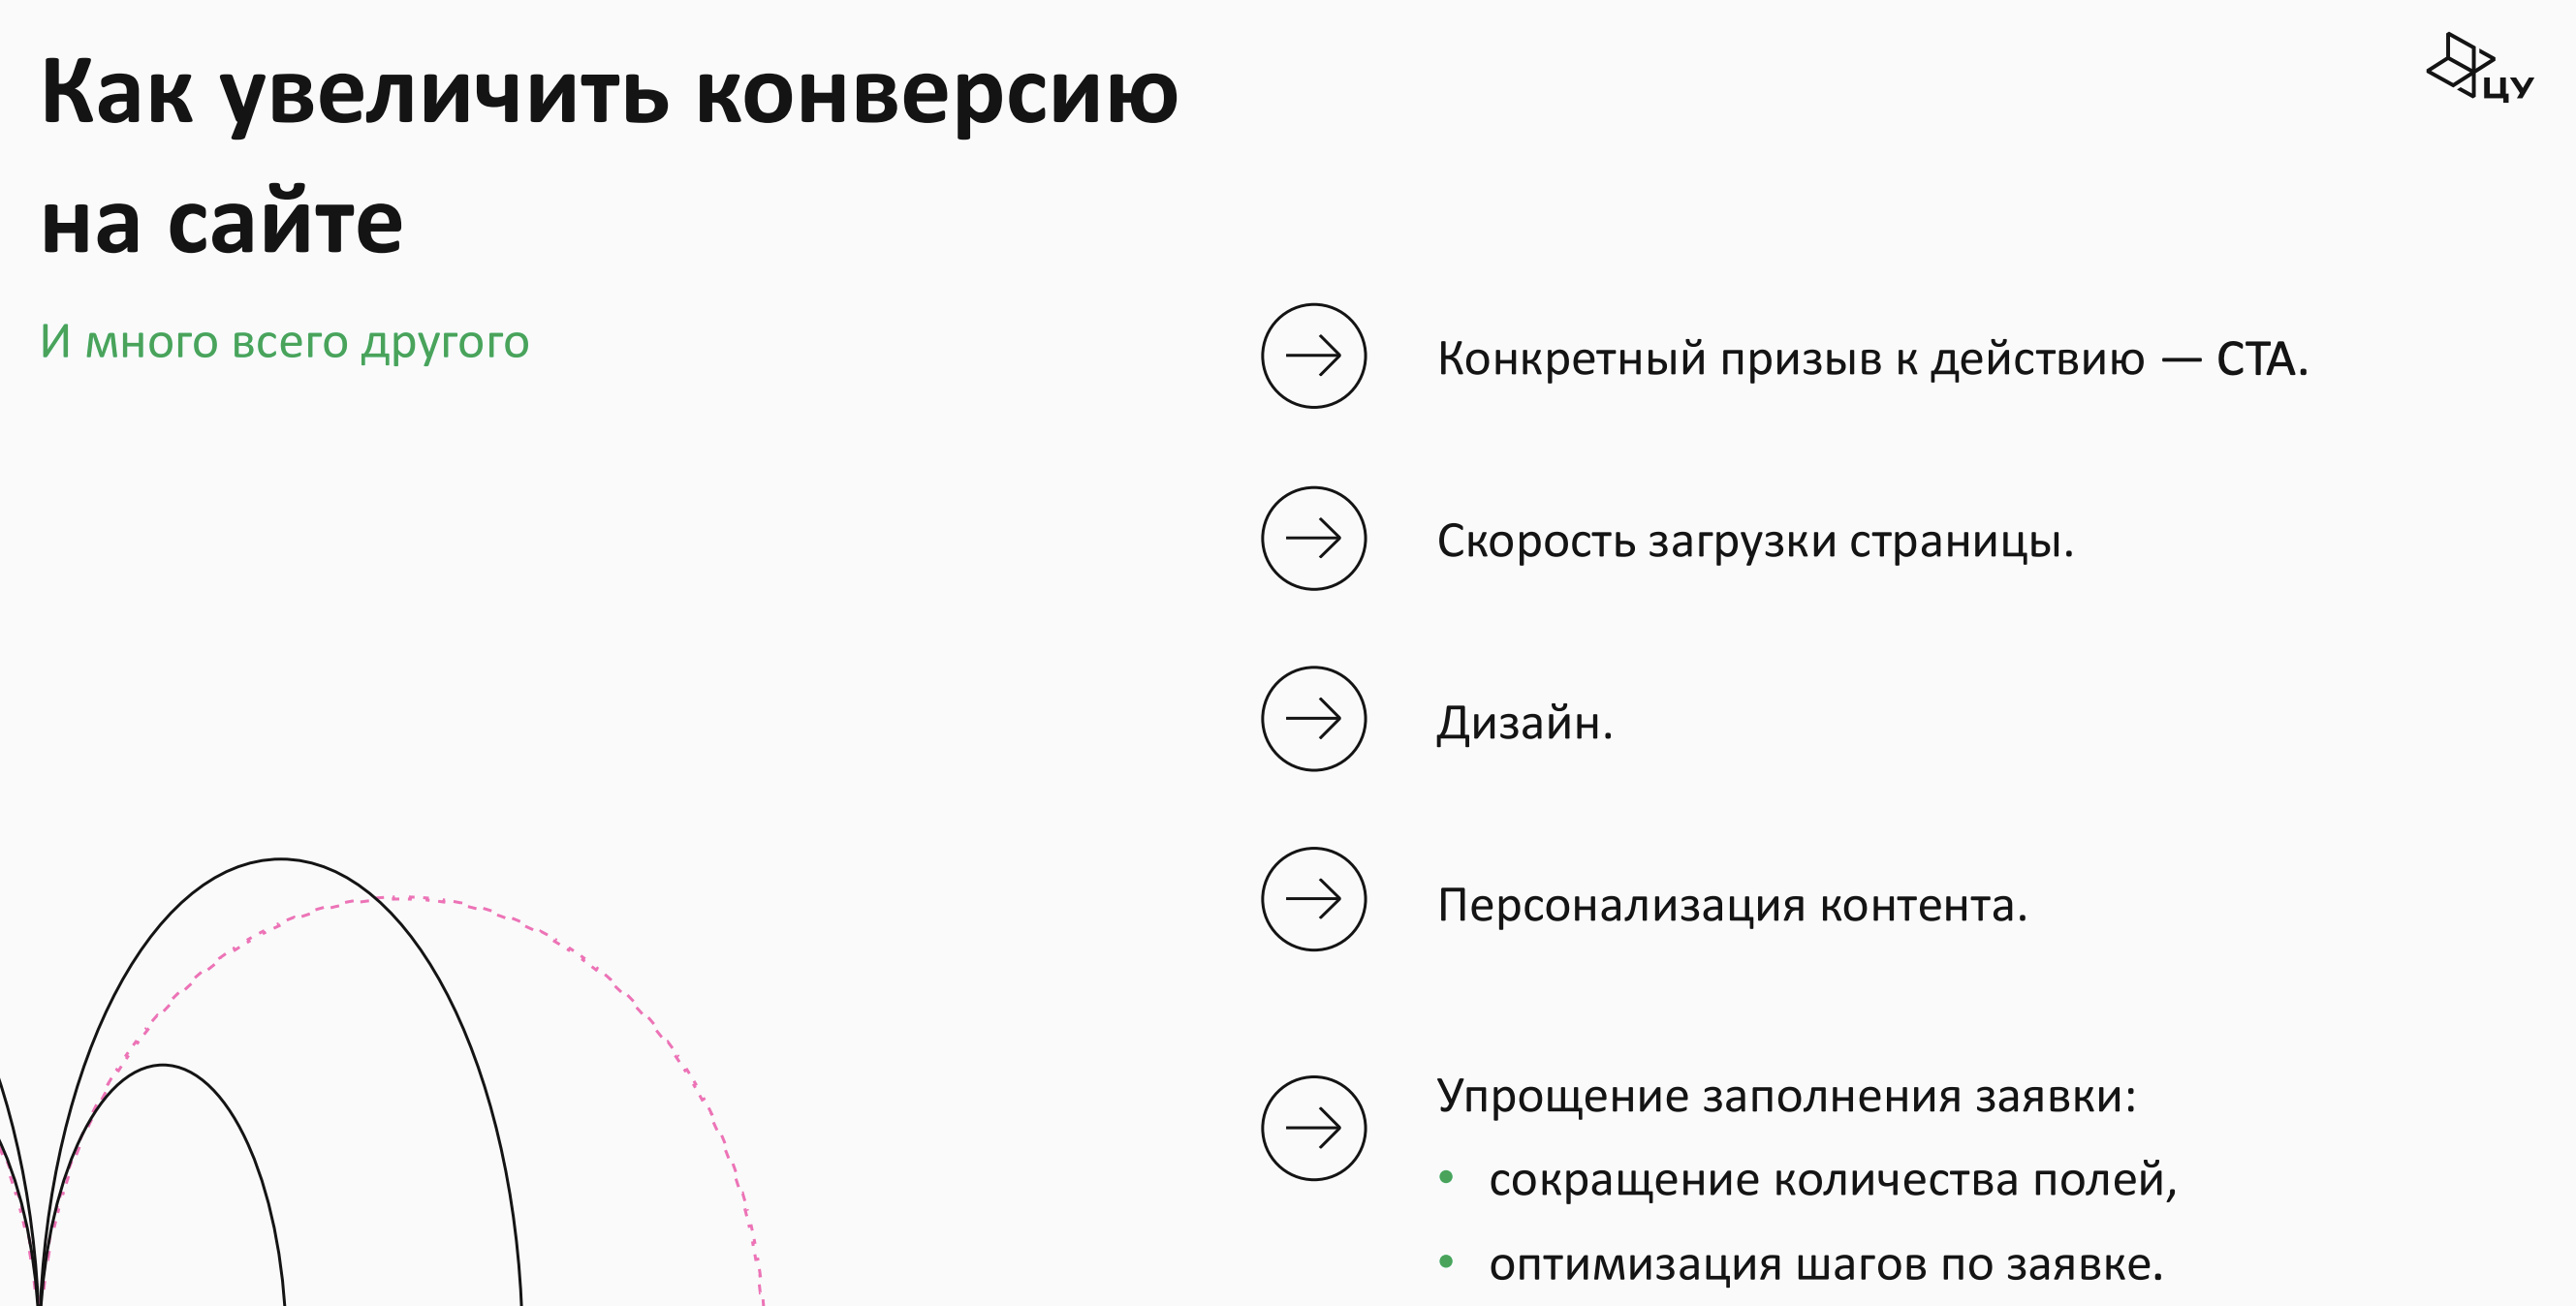 Как увеличить конверсию
на сайте
ЦУ
И много всего другого
Конкретный призыв к действию — CTA.
Скорость загрузки страницы.
Дизайн.
Персонализация контента.
Упрощение заполнения заявки:
• сокращение количества полей,
• оптимизация шагов по заявке.